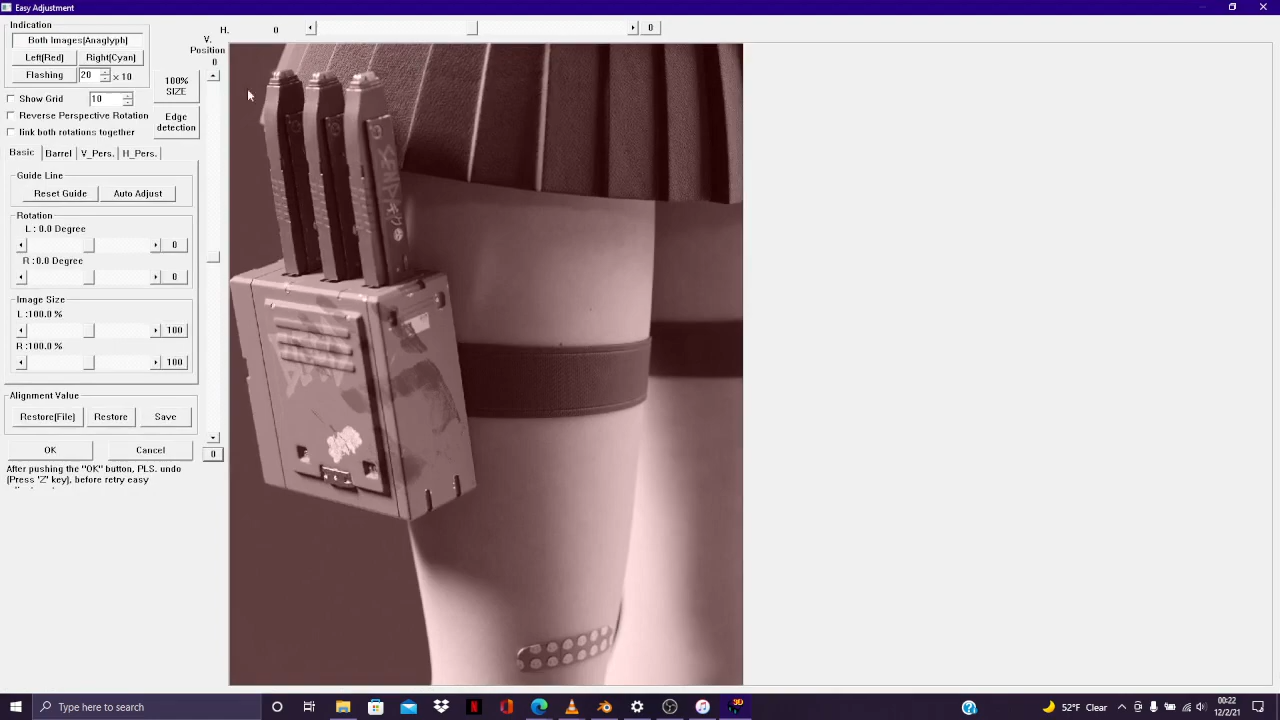 Easy Adjustment
Indication
Both Images[Anaglyph]
Left[Red]
Right[Cyan]
Flashing
20
× 10
Show Grid
10
Reverse Perspective Rotation
link both rotations together
100%
SIZE
Edge
detection
H.
0
0
V.
Position
0
Basic
Barrel
V_Pers.
H_Pers.
Guide Line
Reset Guide
Auto Adjust
Rotation
L : 0.0 Degree
0
R : 0.0 Degree
0
Image Size
L :100.0 %
100
R :100.0 %
100
Alignment Value
Restore[File]
Restore
Save
OK
Cancel
0
After pushing the "OK" button, PLS. undo
[Press 'Z' key], before retry easy
Type here to search
3D
52°F Clear
00:22
12/2/21